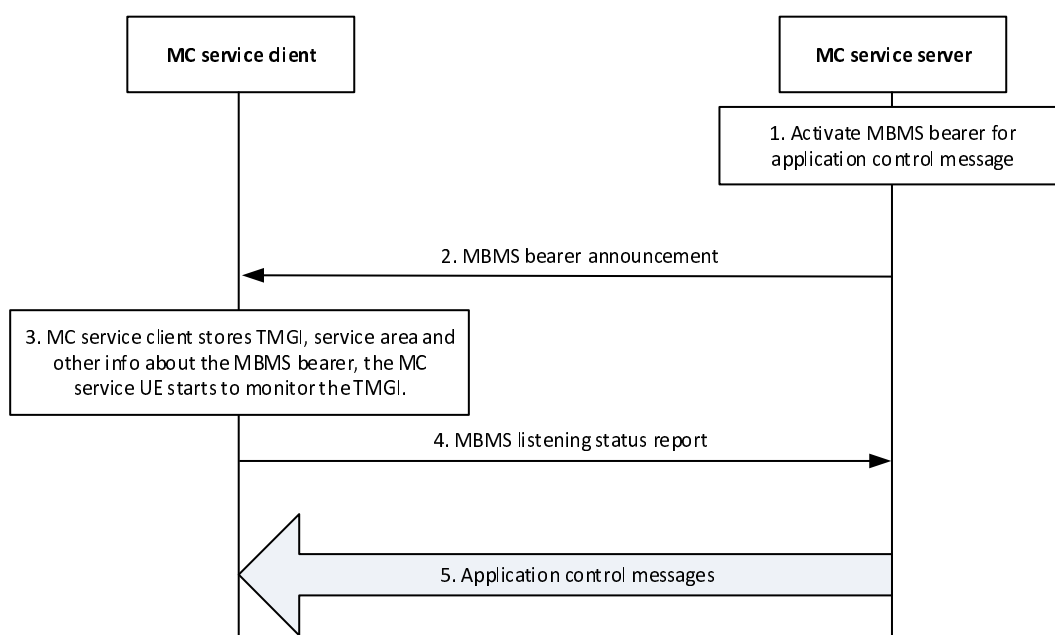 MC service client
MC service server
1. Activate MBMS bearer for
application control message
2. MBMS bearer announcement
3. MC service client stores TMGI, service area and
other info about the MBMS bearer, the MC
service UE starts to monitor the TMGI.
4. MBMS listening status report
5. Application control messages